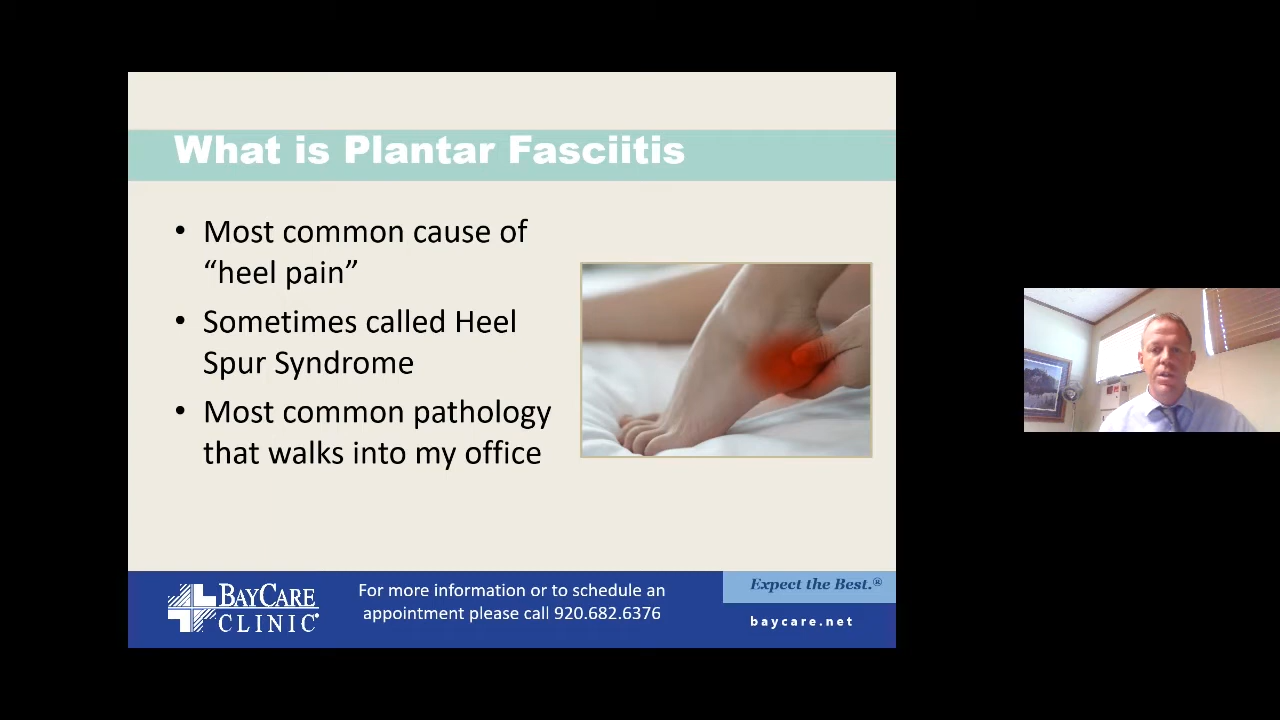 What is Plantar Fasciitis
• Most common cause of
“heel pain”
• Sometimes called Heel
Spur Syndrome
• Most common pathology
that walks into my office
BAYCARE
CLINIC®
For more information or to schedule an
appointment please call 920.682.6376
Expect the Best.®
baycare.net